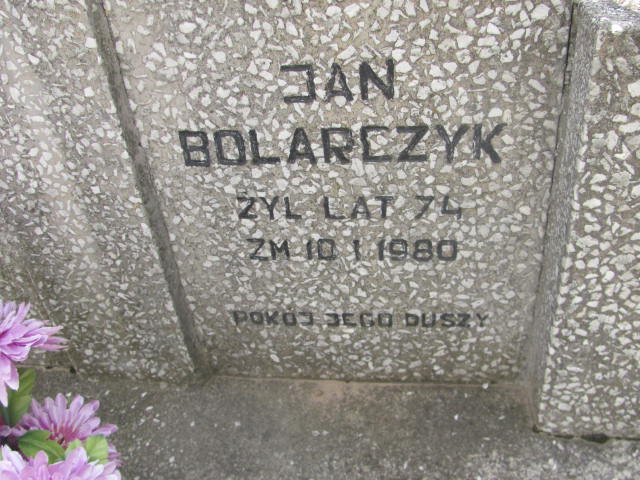 JAN
BOLARCZYK
ŻYŁ LAT 74
ZM 10 I 1980
POKÓJ JEGO DUSZY